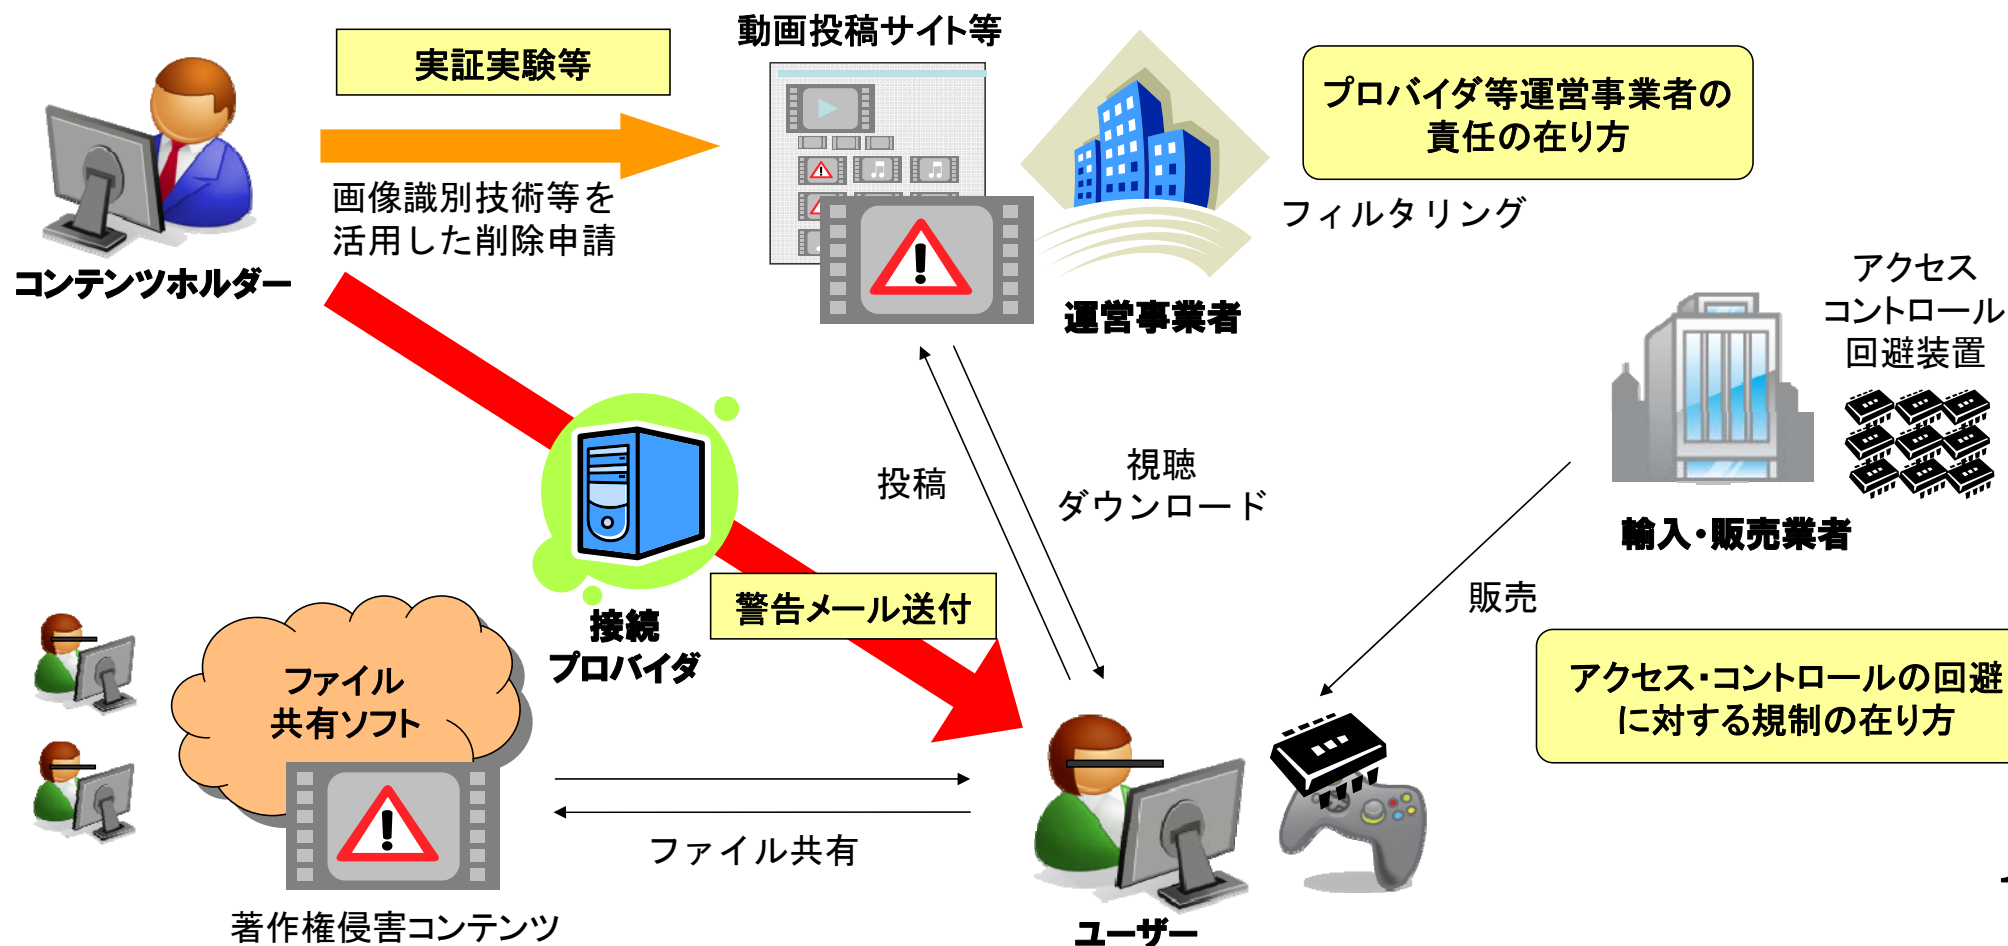 動画投稿サイト等
実証実験等
プロバイダ等運営事業者の
責任の在り方
画像識別技術等を
活用した削除申請
フィルタリング
コンテンツホルダー
運営事業者
アクセス
コントロール
回避装置
投稿
視聴
ダウンロード
輸入・販売業者
販売
接続
プロバイダ
警告メール送付
アクセス・コントロールの回避
に対する規制の在り方
ファイル
共有ソフト
ファイル共有
著作権侵害コンテンツ
ユーザー